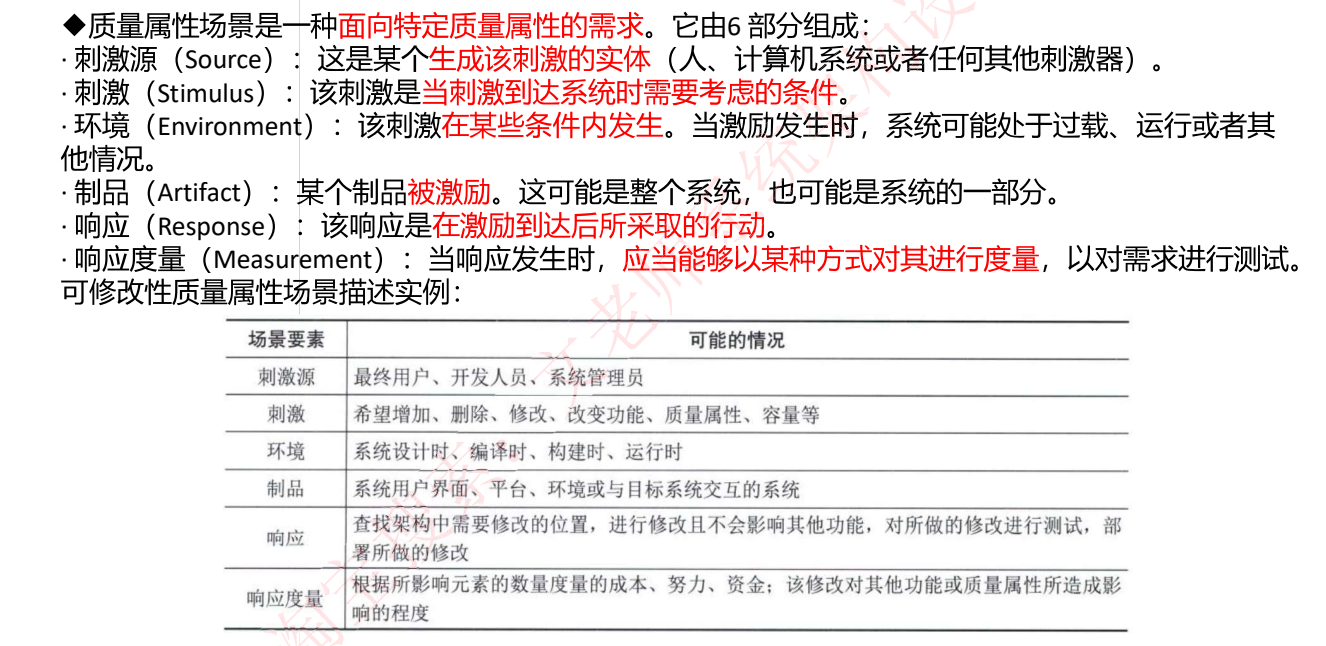 ◆质量属性场景是一种面向特定质量属性的需求。它由6 部分组成：
· 刺激源（Source）：这是某个生成该刺激的实体（人、计算机系统或者任何其他刺激器）。
· 刺激（Stimulus）：该刺激是当刺激到达系统时需要考虑的条件。
· 环境（Environment）：该刺激在某些条件内发生。当激励发生时，系统可能处于过载、运行或者其
他情况。
· 制品（Artifact）：某个制品被激励。这可能是整个系统，也可能是系统的一部分。
· 响应（Response）：该响应是在激励到达后所采取的行动。
· 响应度量（Measurement）：当响应发生时，应当能够以某种方式对其进行度量，以对需求进行测试。
可修改性质量属性场景描述实例：
场景要素 可能的情况
刺激源 最终用户、开发人员、系统管理员
刺激 希望增加、删除、修改、改变功能、质量属性、容量等
环境 系统设计时、编译时、构建时、运行时
制品 系统用户界面、平台、环境或与目标系统交互的系统
响应 查找架构中需要修改的位置，进行修改且不会影响其他功能，对所做的修改进行测试，部
署所做的修改
响应度量 根据所影响元素的数量度量的成本、努力、资金；该修改对其他功能或质量属性所造成影
响的程度
淘宝搜索：文老师系统架构设